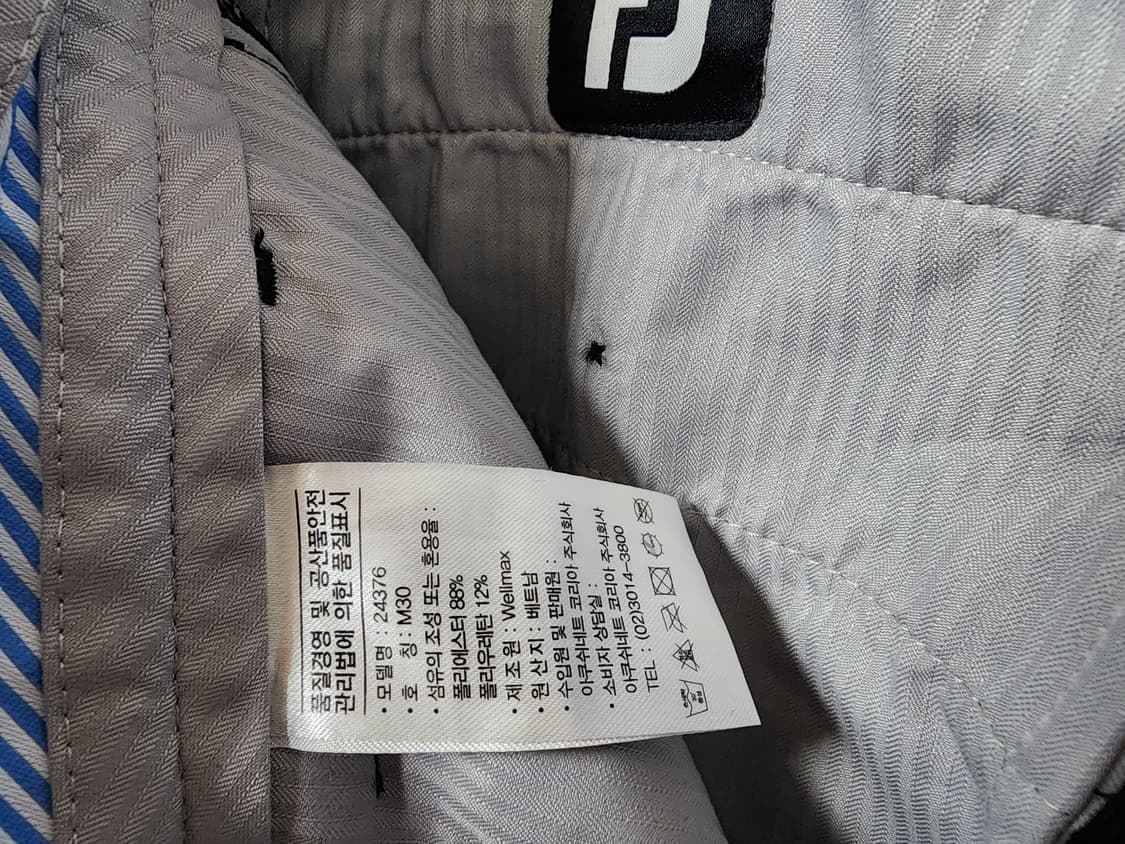 FJ
품질경영 및 공산품안전
관리법에 의한 품질표시
• 모델명 : 24376
• 호 칭 : M30
• 섬유의 조성 또는 혼용율 :
폴리에스터 88%
폴리우레탄 12%
• 제 조 원 : Wellmax
• 원 산 지 : 베트남
• 수입원 및 판매원 :
아쿠쉬네트 코리아 주식회사
• 소비자 상담실 :
아쿠쉬네트 코리아 주식회사
TEL : (02)3014-3800